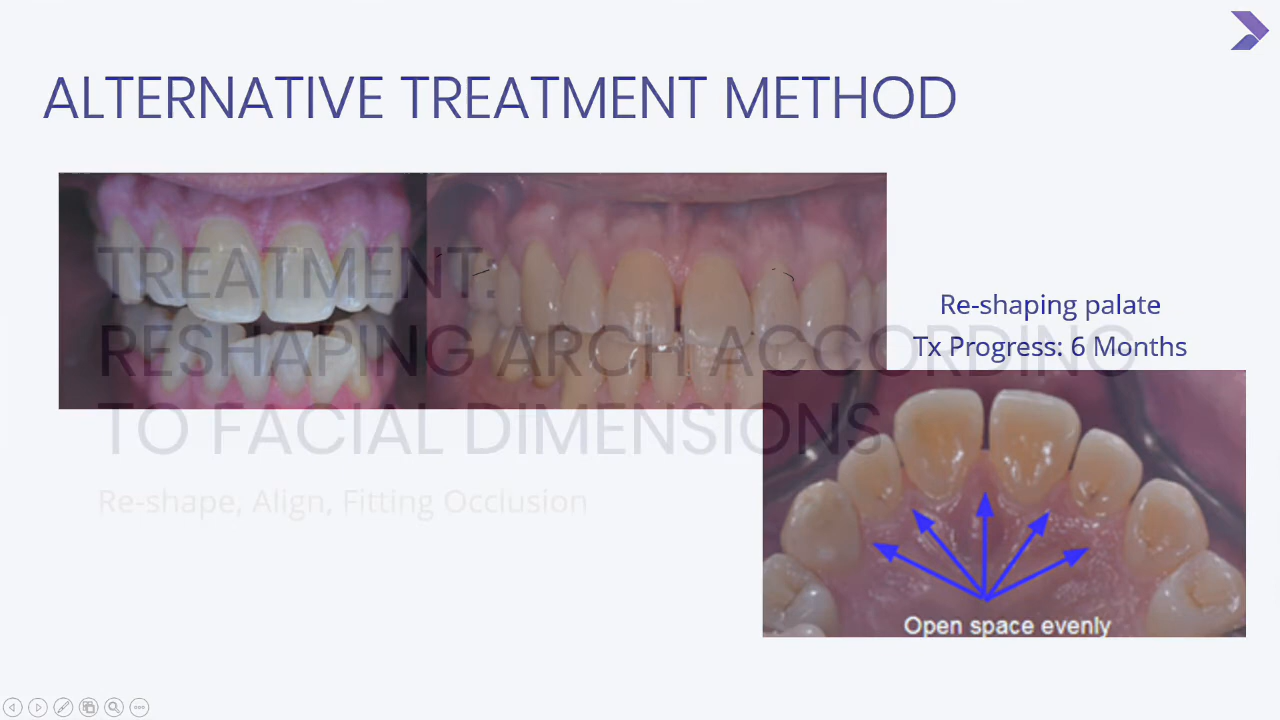 ALTERNATIVE TREATMENT METHOD
TREATMENT:
RESHAPING ARCH ACCORDING
TO FACIAL DIMENSIONS
Re-shape, Align, Fitting Occlusion
Re-shaping palate
Tx Progress: 6 Months
Open space evenly